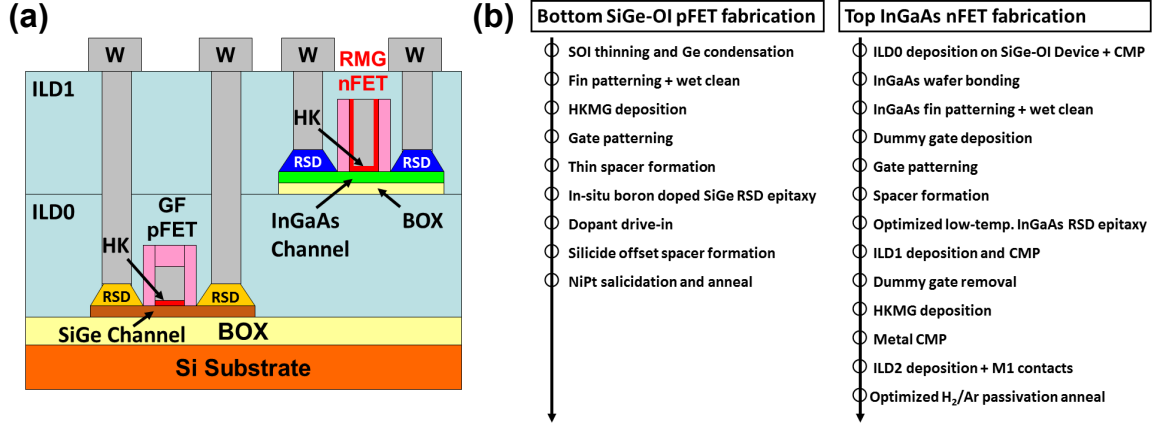 (a)
W
W
W
RMG
nFET
W
ILD1
HK
RSD
RSD
ILD0
GF
pFET
InGaAs
Channel
BOX
HK
RSD
RSD
SiGe Channel
BOX
Si Substrate
(b)
Bottom SiGe-OI pFET fabrication
SOI thinning and Ge condensation
Fin patterning + wet clean
HKMG deposition
Gate patterning
Thin spacer formation
In-situ boron doped SiGe RSD epitaxy
Dopant drive-in
Silicide offset spacer formation
NiPt salicidation and anneal
Top InGaAs nFET fabrication
ILD0 deposition on SiGe-OI Device + CMP
InGaAs wafer bonding
InGaAs fin patterning + wet clean
Dummy gate deposition
Gate patterning
Spacer formation
Optimized low-temp. InGaAs RSD epitaxy
ILD1 deposition and CMP
Dummy gate removal
HKMG deposition
Metal CMP
ILD2 deposition + M1 contacts
Optimized H₂/Ar passivation anneal